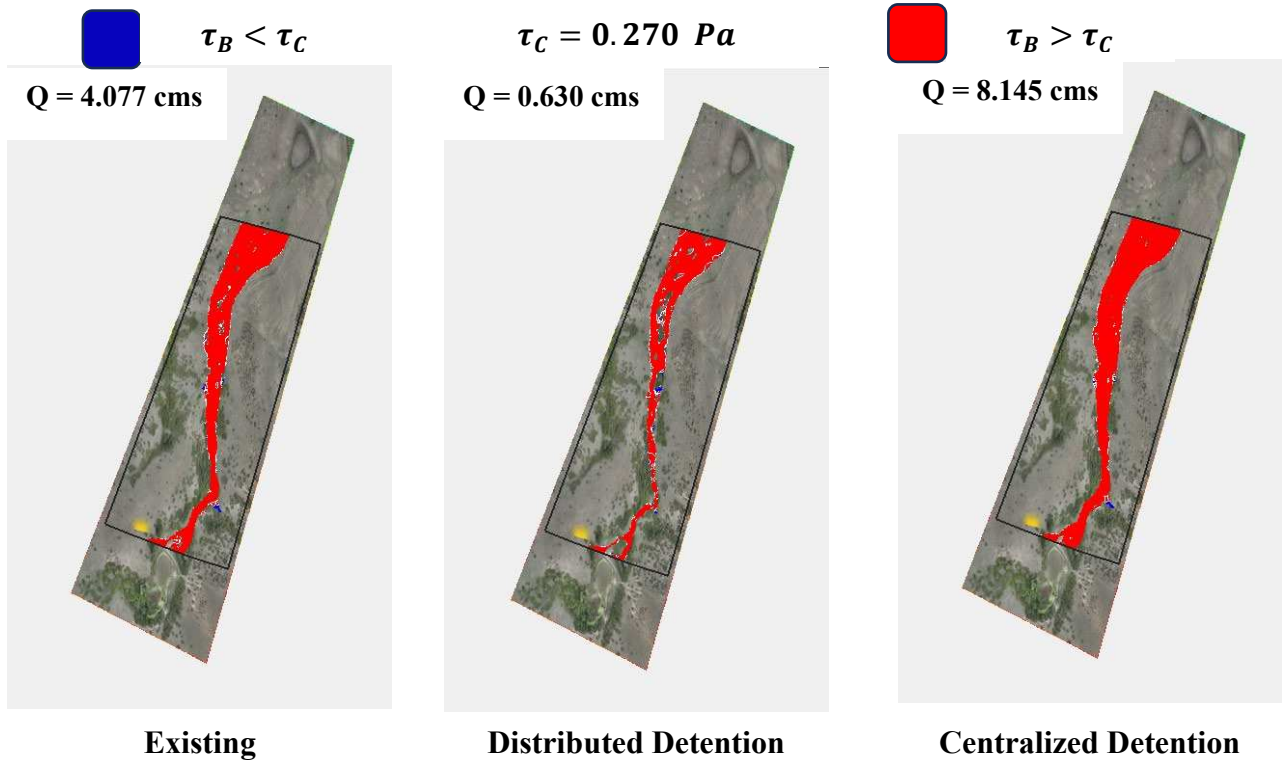 τ_B < τ_C
τ_C = 0.270 Pa
τ_B > τ_C
Q = 4.077 cms
Q = 0.630 cms
Q = 8.145 cms
Existing
Distributed Detention
Centralized Detention